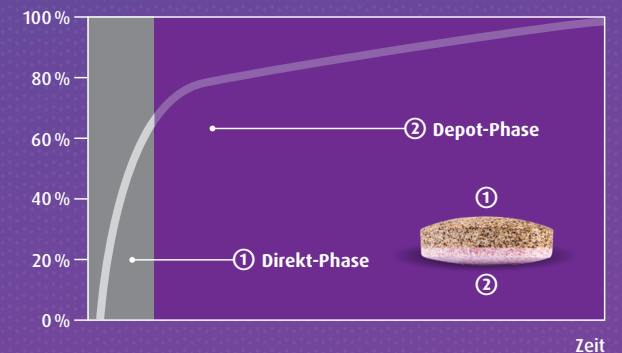 100 %
80 %
60 %
② Depot-Phase
40 %
①
20 %
① Direkt-Phase
②
0 %
Zeit